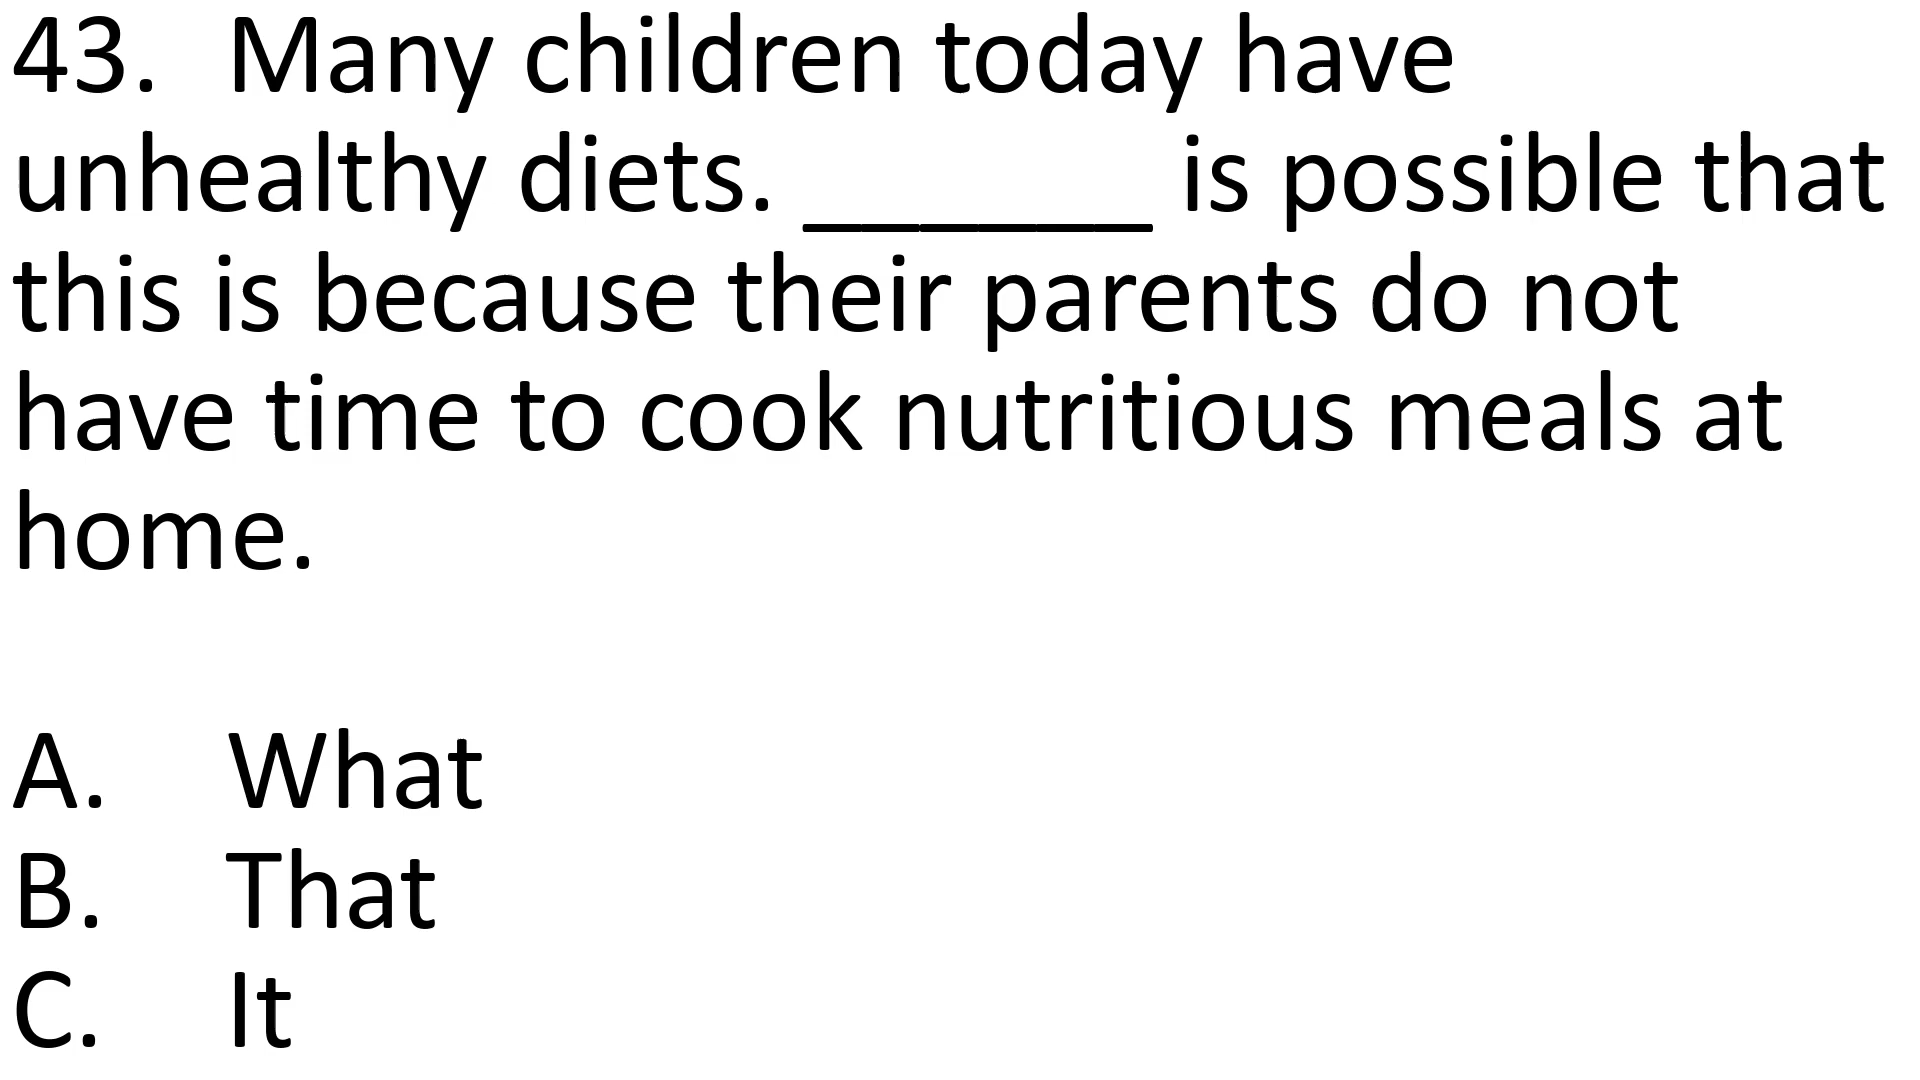 43. Many children today have
unhealthy diets. ______ is possible that
this is because their parents do not
have time to cook nutritious meals at
home.
A. What
B. That
C. It